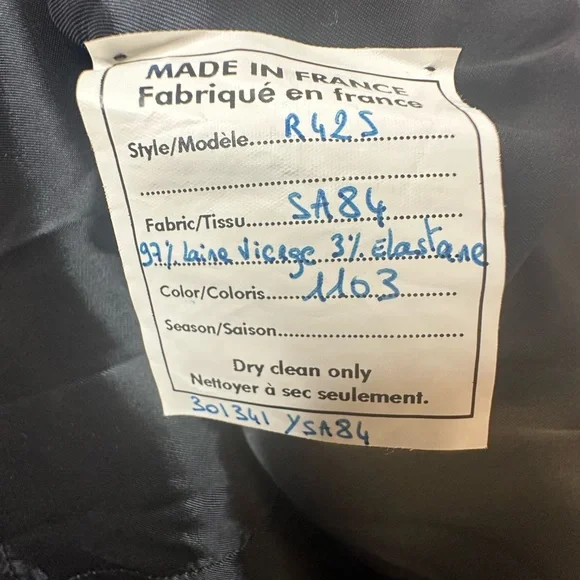 MADE IN FRANCE
Fabriqué en france
Style/Modèle R42S
Fabric/Tissu SA84
97% Laine Vierge 3% élastane
Color/Coloris 1103
Season/Saison
Dry clean only
Nettoyer à sec seulement.
301341 YSA84